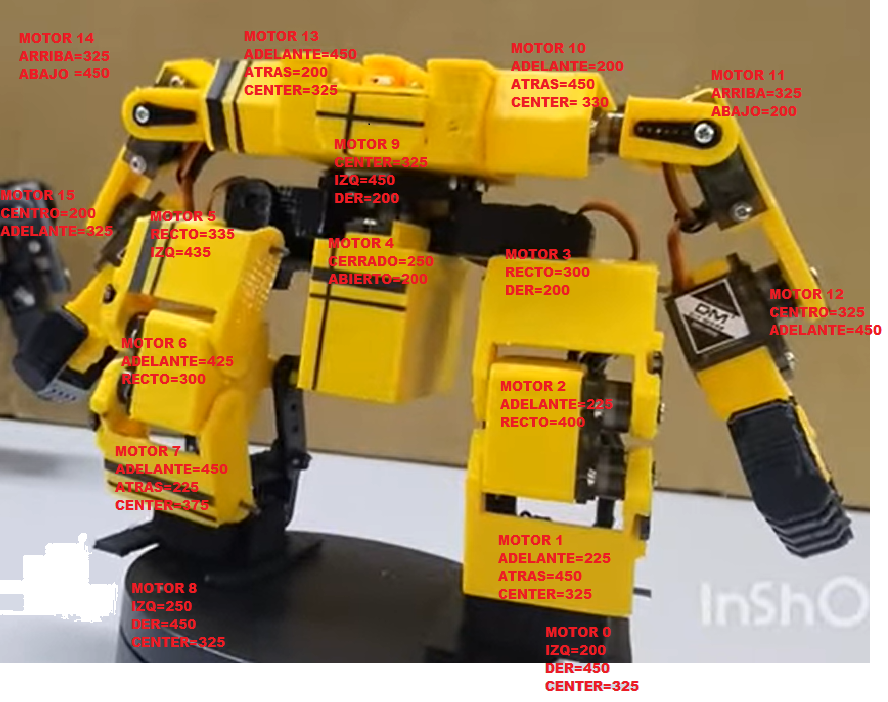 MOTOR 14
ARRIBA=325
ABAJO =450
MOTOR 13
ADELANTE=450
ATRAS=200
CENTER=325
MOTOR 10
ADELANTE=200
ATRAS=450
CENTER= 330
MOTOR 11
ARRIBA=325
ABAJO=200
MOTOR 9
CENTER=325
IZQ=450
DER=200
MOTOR 15
CENTRO=200
ADELANTE=325
MOTOR 5
RECTO=335
IZQ=435
MOTOR 4
CERRADO=250
ABIERTO=200
MOTOR 3
RECTO=300
DER=200
MOTOR 12
CENTRO=325
ADELANTE=450
DM
MOTOR 6
ADELANTE=425
RECTO=300
MOTOR 2
ADELANTE=225
RECTO=400
MOTOR 7
ADELANTE=450
ATRAS=225
CENTER=375
MOTOR 1
ADELANTE=225
ATRAS=450
CENTER=325
MOTOR 8
IZQ=250
DER=450
CENTER=325
InShO
MOTOR 0
IZQ=200
DER=450
CENTER=325